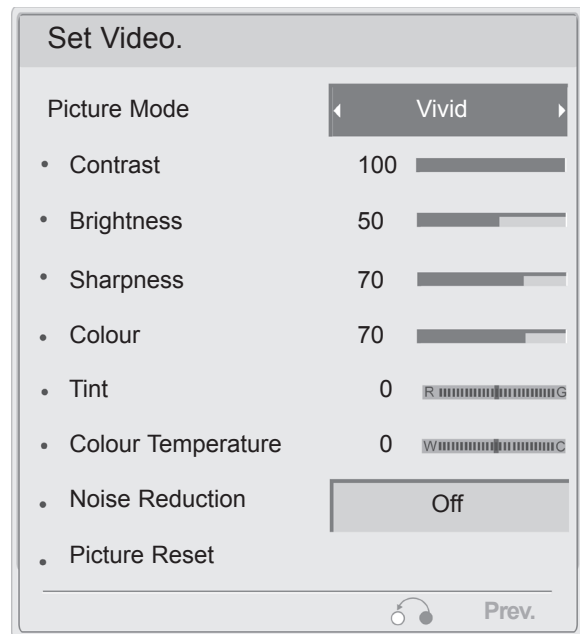 Set Video.
Picture Mode Vivid
• Contrast 100
• Brightness 50
• Sharpness 70
• Colour 70
• Tint 0 R G
• Colour Temperature 0 W C
• Noise Reduction Off
• Picture Reset
Prev.